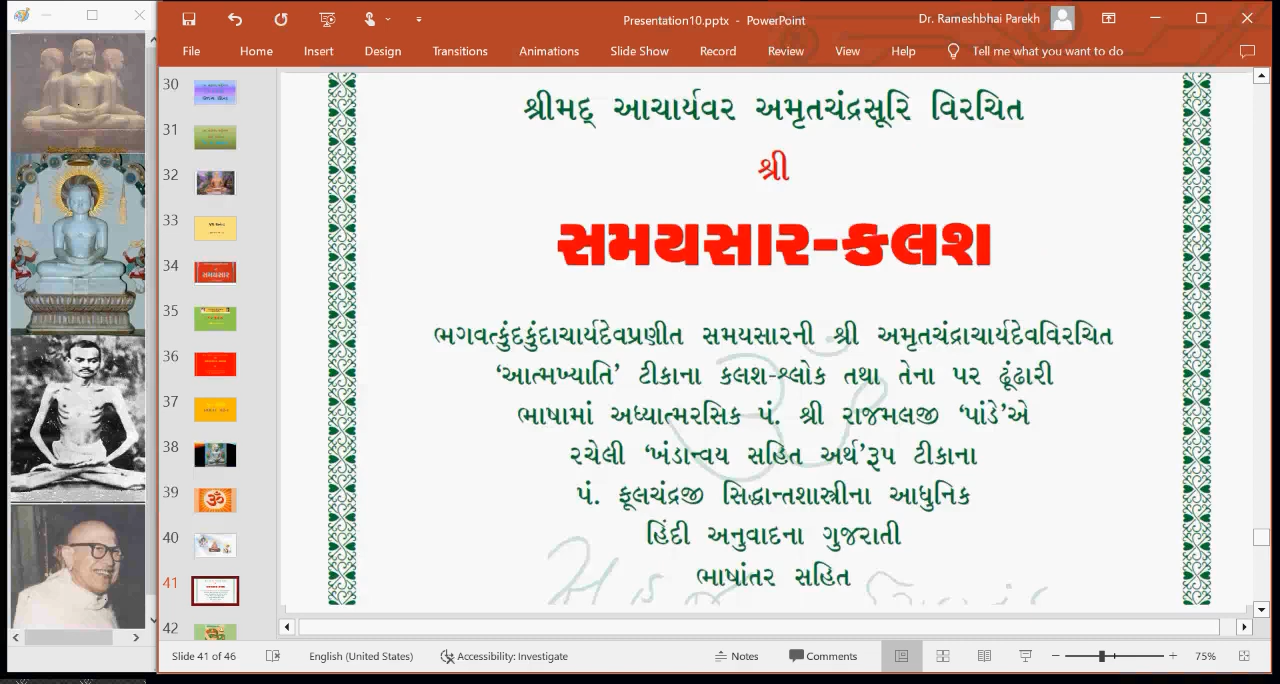 Presentation10.pptx - PowerPoint
Dr. Rameshbhai Parekh
File Home Insert Design Transitions Animations Slide Show Record Review View Help Tell me what you want to do
30
31
32
33
34
સમયસાર
35
36
37
38
39
ૐ
40
41
42
શ્રીમદ્ આચાર્યવર અમૃતચંદ્રસૂરિ વિરચિત
શ્રી
સમયસાર-કલશ
ભગવત્કુંદકુંદાચાર્યદેવપ્રણીત સમયસારની શ્રી અમૃતચંદ્રાચાર્યદેવવિરચિત
‘આત્મખ્યાતિ’ ટીકાના કલશ-શ્લોક તથા તેના પર ઢૂંઢારી
ભાષામાં અધ્યાત્મરસિક પં. શ્રી રાજમલજી ‘પાંડે’એ
રચેલી ‘ખંડાન્વય સહિત અર્થ’રૂપ ટીકાના
પં. ફૂલચંદ્રજી સિદ્ધાન્તશાસ્ત્રીના આધુનિક
હિંદી અનુવાદના ગુજરાતી
ભાષાંતર સહિત
Slide 41 of 46 English (United States) Accessibility: Investigate Notes Comments 75%